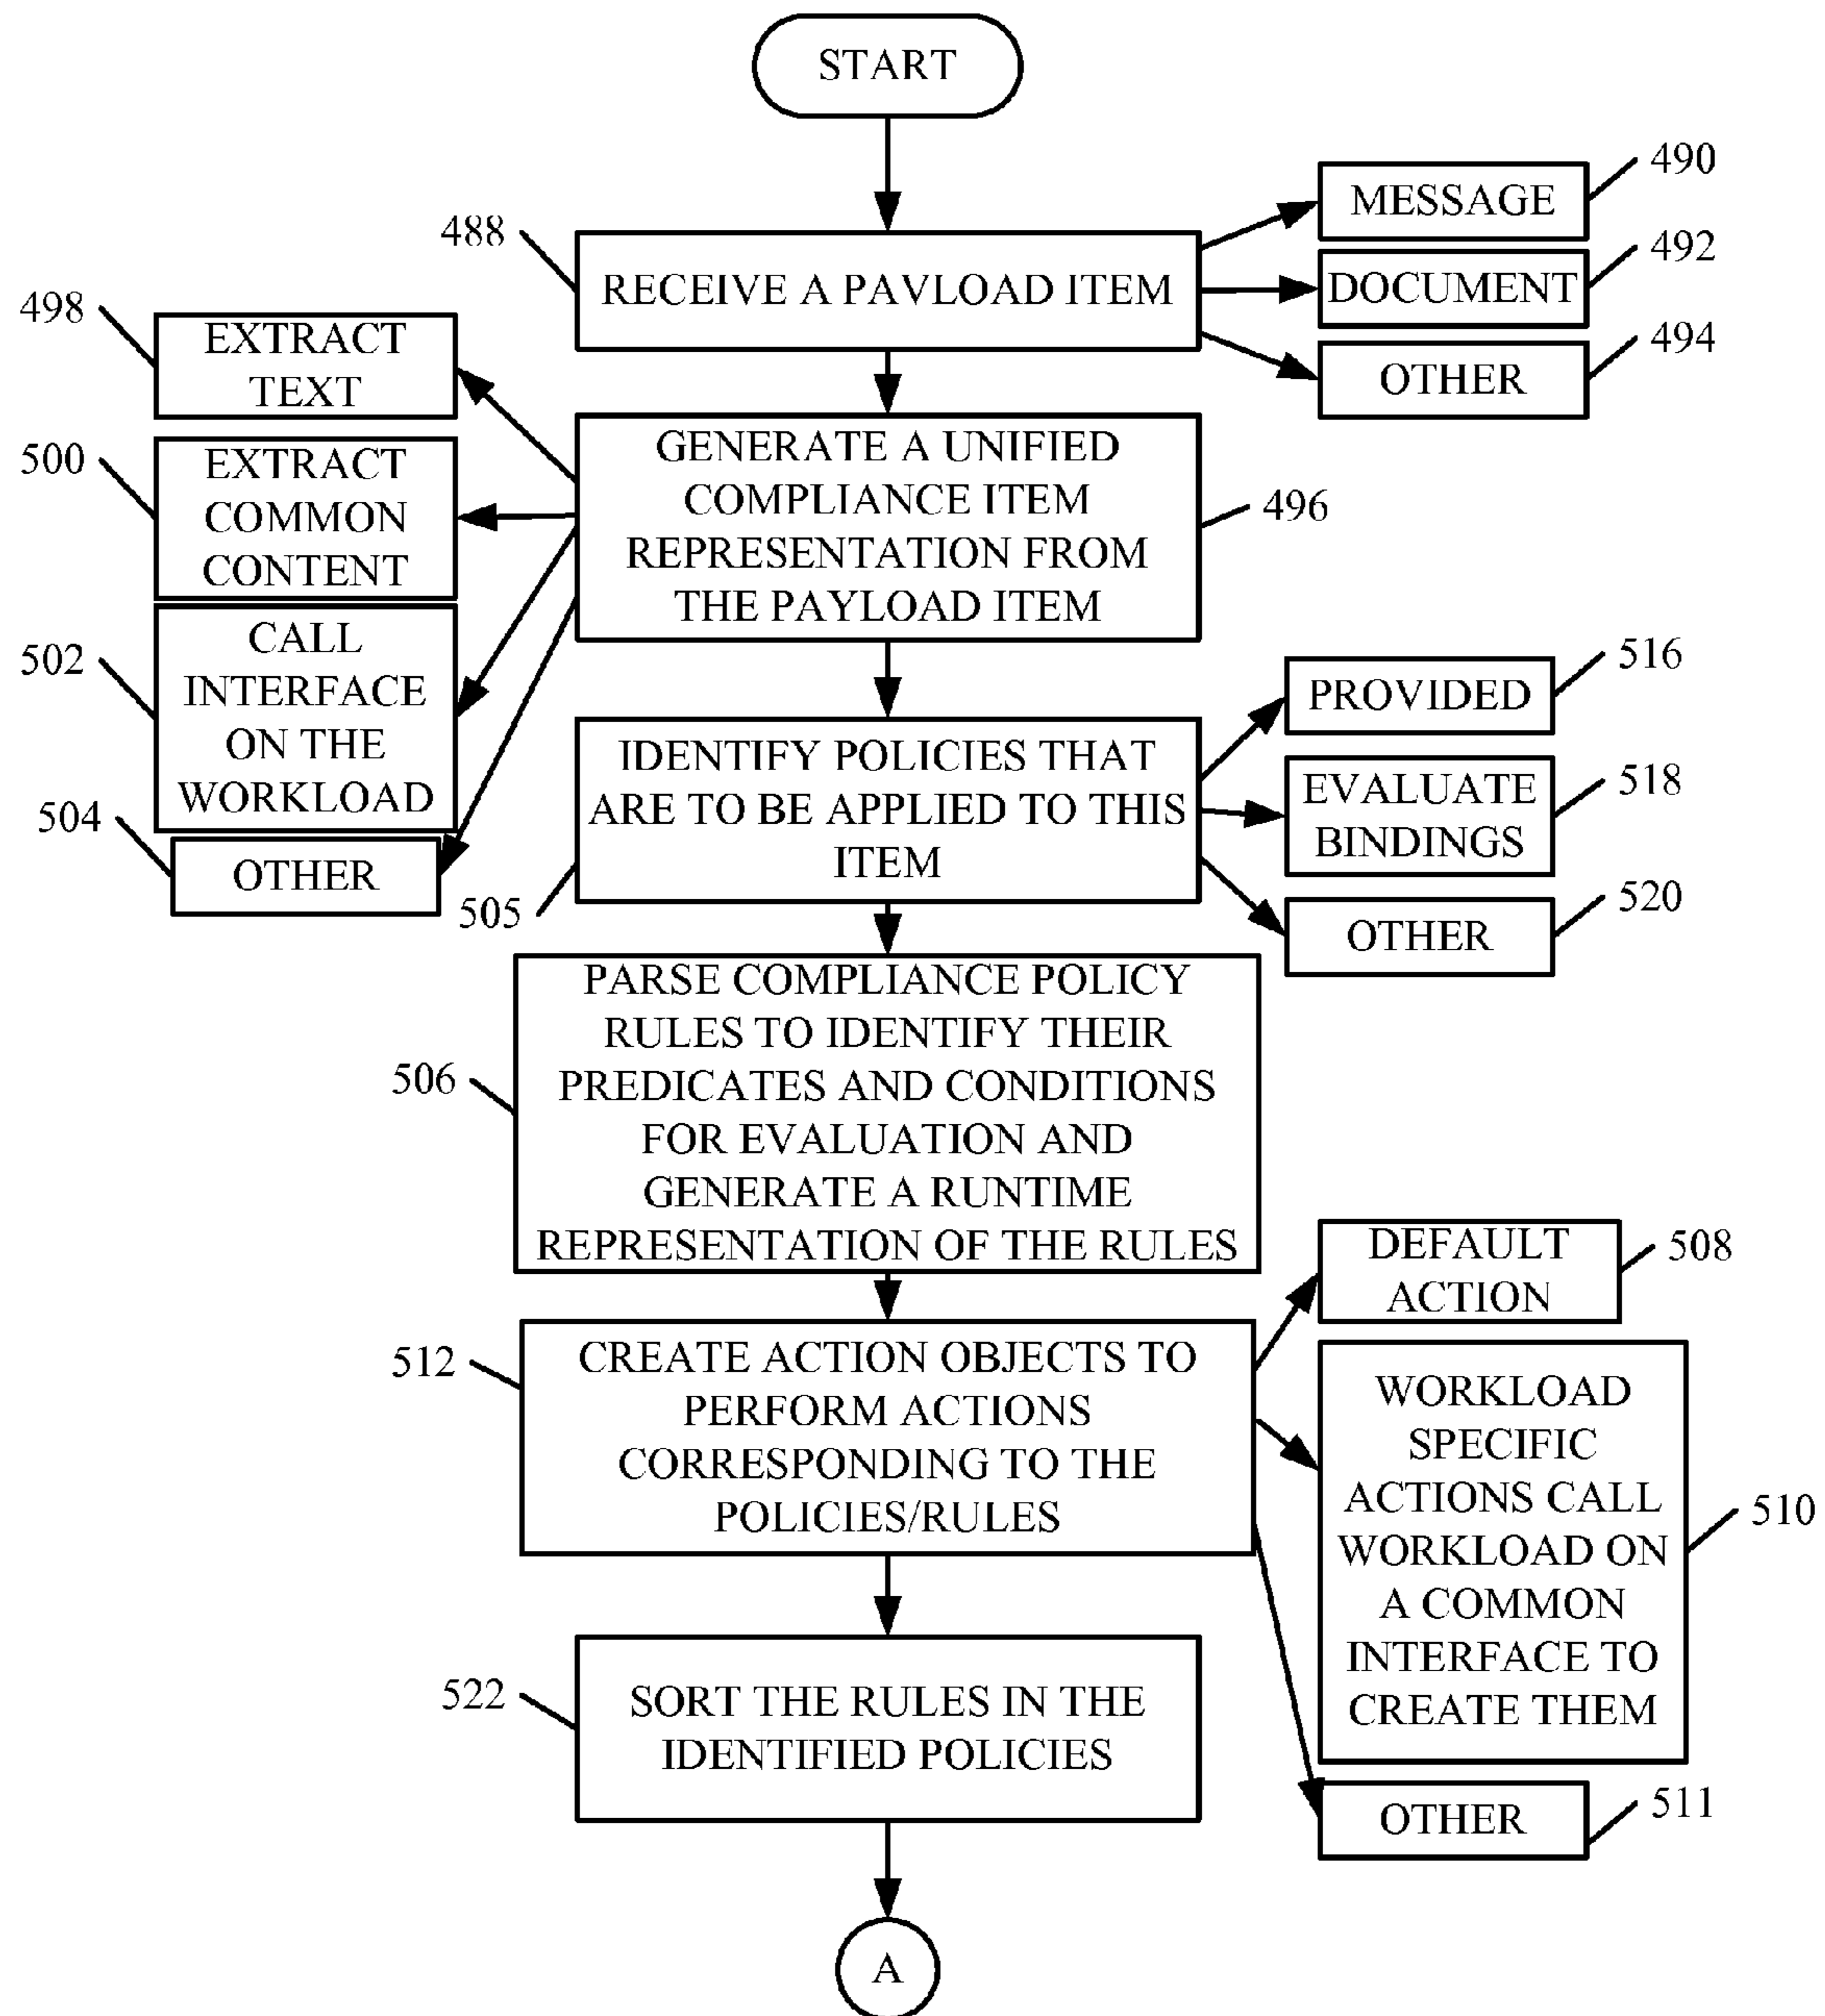 START
490
MESSAGE
488
492
RECEIVE A PAVLOAD ITEM
DOCUMENT
498
494
EXTRACT
TEXT
OTHER
500
EXTRACT
COMMON
CONTENT
GENERATE A UNIFIED
COMPLIANCE ITEM
REPRESENTATION FROM
THE PAYLOAD ITEM
496
502
CALL
INTERFACE
ON THE
WORKLOAD
516
PROVIDED
IDENTIFY POLICIES THAT
ARE TO BE APPLIED TO THIS
ITEM
518
EVALUATE
BINDINGS
504
OTHER
505
520
OTHER
PARSE COMPLIANCE POLICY
RULES TO IDENTIFY THEIR
PREDICATES AND CONDITIONS
FOR EVALUATION AND
GENERATE A RUNTIME
REPRESENTATION OF THE RULES
506
DEFAULT
ACTION
508
512
CREATE ACTION OBJECTS TO
PERFORM ACTIONS
CORRESPONDING TO THE
POLICIES/RULES
WORKLOAD
SPECIFIC
ACTIONS CALL
WORKLOAD ON
A COMMON
INTERFACE TO
CREATE THEM
510
522
SORT THE RULES IN THE
IDENTIFIED POLICIES
511
OTHER
A